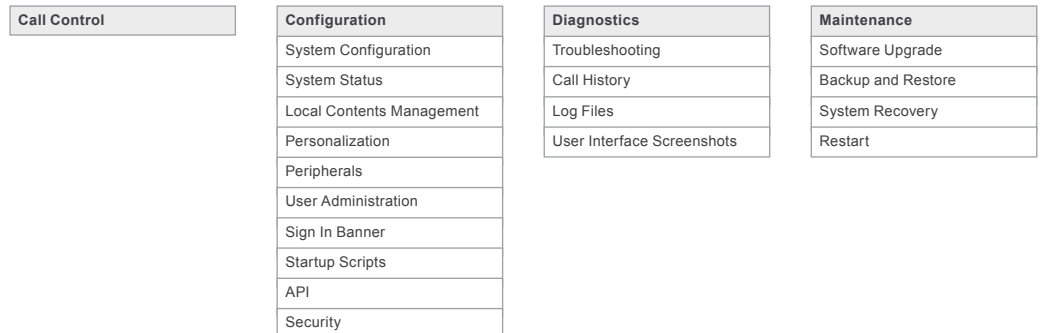 Call Control
Configuration
System Configuration
System Status
Local Contents Management
Personalization
Peripherals
User Administration
Sign In Banner
Startup Scripts
API
Security
Diagnostics
Troubleshooting
Call History
Log Files
User Interface Screenshots
Maintenance
Software Upgrade
Backup and Restore
System Recovery
Restart